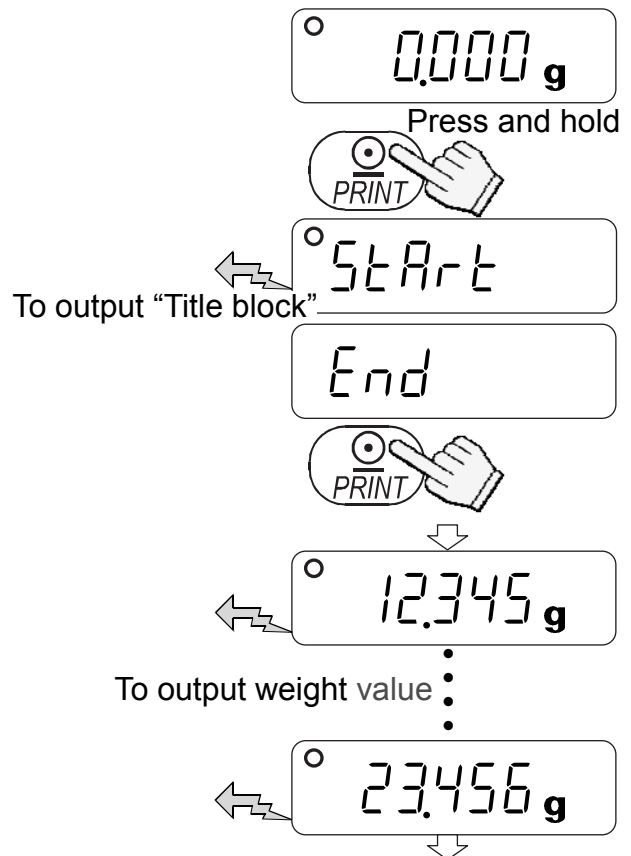 0.000 g
Press and hold
PRINT
StArt
To output “Title block”
End
PRINT
12.345 g
To output weight value
23.456 g